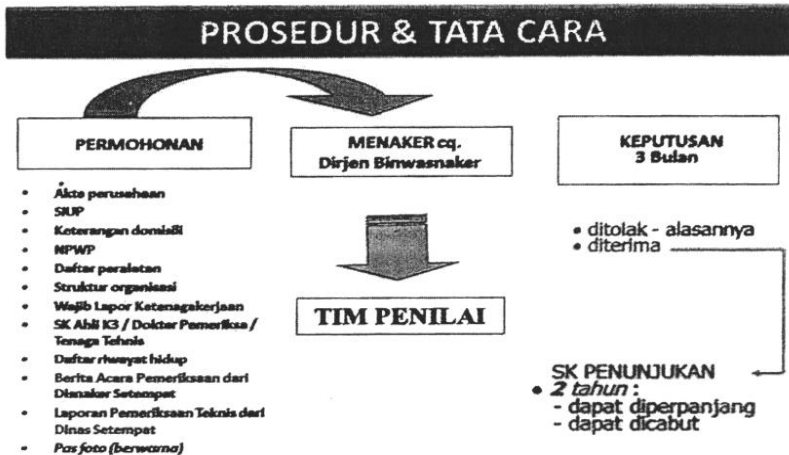 PROSEDUR & TATA CARA
PERMOHONAN
• Akte perusahaan
• SIUP
• Keterangan domisili
• NPWP
• Daftar peralatan
• Struktur organisasi
• Wajib Lapor Ketenagakerjaan
• SK Ahli K3 / Dokter Pemeriksa /
Tenaga Tehnis
• Daftar riwayat hidup
• Berita Acara Pemeriksaan dari
Disnaker Setempat
• Laporan Pemeriksaan Teknis dari
Dinas Setempat
• Pas foto (berwarna)
MENAKER cq.
Dirjen Binwasnaker
TIM PENILAI
KEPUTUSAN
3 Bulan
• ditolak - alasannya
• diterima
SK PENUNJUKAN
• 2 tahun :
- dapat diperpanjang
- dapat dicabut